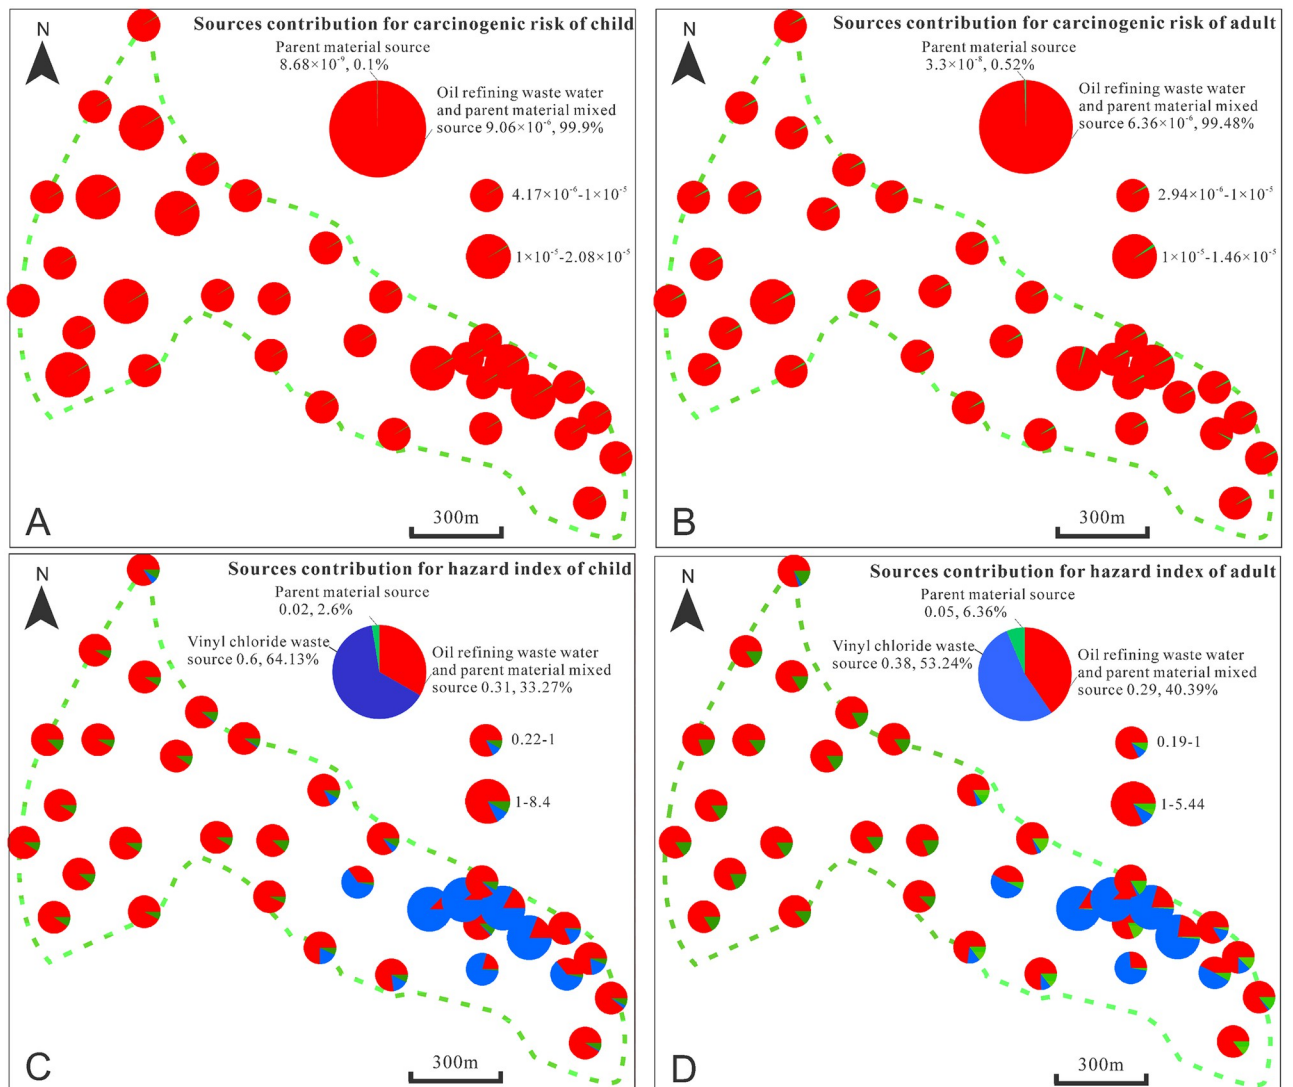 N
Sources contribution for carcinogenic risk of child
Parent material source
8.68×10⁻⁹, 0.1%
Oil refining waste water
and parent material mixed
source 9.06×10⁻⁶, 99.9%
4.17×10⁻⁶-1×10⁻⁵
1×10⁻⁵-2.08×10⁻⁵
300m
A
N
Sources contribution for carcinogenic risk of adult
Parent material source
3.3×10⁻⁸, 0.52%
Oil refining waste water
and parent material mixed
source 6.36×10⁻⁶, 99.48%
2.94×10⁻⁶-1×10⁻⁵
1×10⁻⁵-1.46×10⁻⁵
300m
B
N
Sources contribution for hazard index of child
Parent material source
0.02, 2.6%
Vinyl chloride waste
source 0.6, 64.13%
Oil refining waste water
and parent material mixed
source 0.31, 33.27%
0.22-1
1-8.4
300m
C
N
Sources contribution for hazard index of adult
Parent material source
0.05, 6.36%
Vinyl chloride waste
source 0.38, 53.24%
Oil refining waste water
and parent material mixed
source 0.29, 40.39%
0.19-1
1-5.44
300m
D